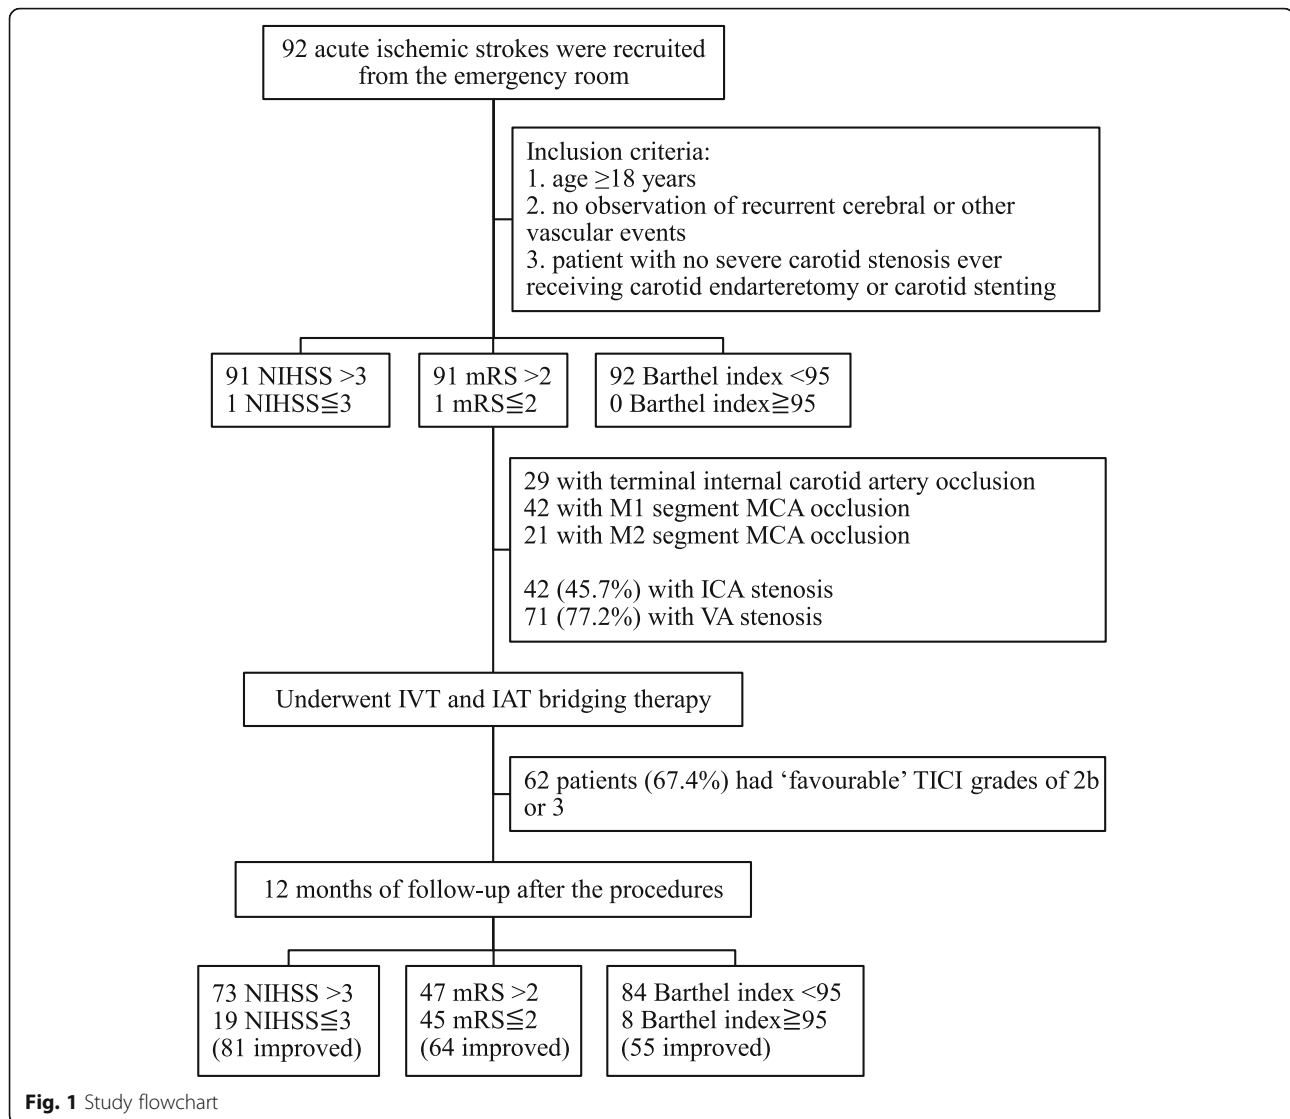 92 acute ischemic strokes were recruited
from the emergency room
Inclusion criteria:
1. age ≥18 years
2. no observation of recurrent cerebral or other
vascular events
3. patient with no severe carotid stenosis ever
receiving carotid endarteretomy or carotid stenting
91 NIHSS >3
1 NIHSS≦3
91 mRS >2
1 mRS≦2
92 Barthel index <95
0 Barthel index≧95
29 with terminal internal carotid artery occlusion
42 with M1 segment MCA occlusion
21 with M2 segment MCA occlusion
42 (45.7%) with ICA stenosis
71 (77.2%) with VA stenosis
Underwent IVT and IAT bridging therapy
62 patients (67.4%) had ‘favourable’ TICI grades of 2b
or 3
12 months of follow-up after the procedures
73 NIHSS >3
19 NIHSS≦3
(81 improved)
47 mRS >2
45 mRS≦2
(64 improved)
84 Barthel index <95
8 Barthel index≧95
(55 improved)
Fig. 1 Study flowchart